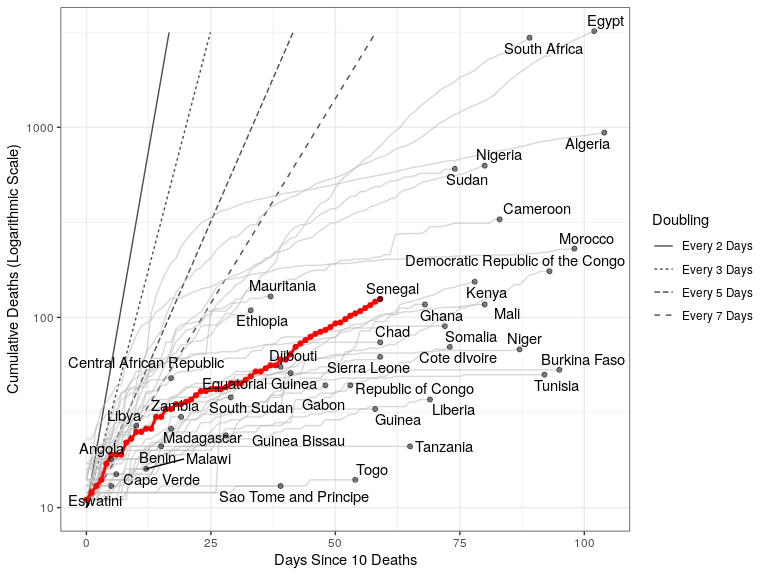 Egypt
South Africa
1000
Algeria
Nigeria
Sudan
Cameroon
Morocco
Democratic Republic of the Congo
Mauritania
Senegal
Kenya
100
Ethiopia
Ghana
Mali
Chad
Somalia
Niger
Djibouti
Cote dIvoire
Central African Republic
Sierra Leone
Burkina Faso
Equatorial Guinea
Republic of Congo
Tunisia
Zambia
South Sudan
Gabon
Liberia
Libya
Guinea
Madagascar
Guinea Bissau
Tanzania
Angola
Benin
Malawi
Togo
Cape Verde
Sao Tome and Principe
Eswatini
10
0
25
50
75
100
Days Since 10 Deaths
Cumulative Deaths (Logarithmic Scale)
Doubling
Every 2 Days
Every 3 Days
Every 5 Days
Every 7 Days